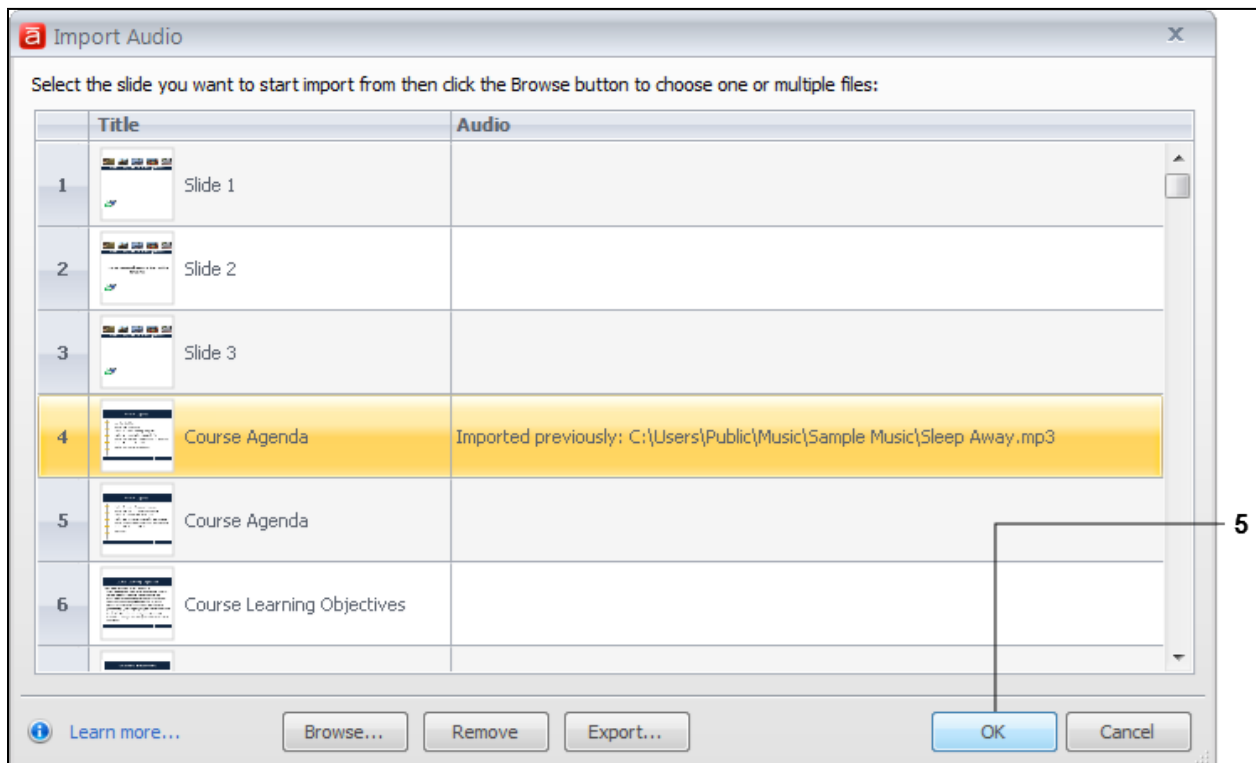 ā Import Audio x
Select the slide you want to start import from then click the Browse button to choose one or multiple files:
Title Audio
1 Slide 1
2 Slide 2
3 Slide 3
4 Course Agenda Imported previously: C:\Users\Public\Music\Sample Music\Sleep Away.mp3
5 Course Agenda
5
6 Course Learning Objectives
Learn more... Browse... Remove Export... OK Cancel